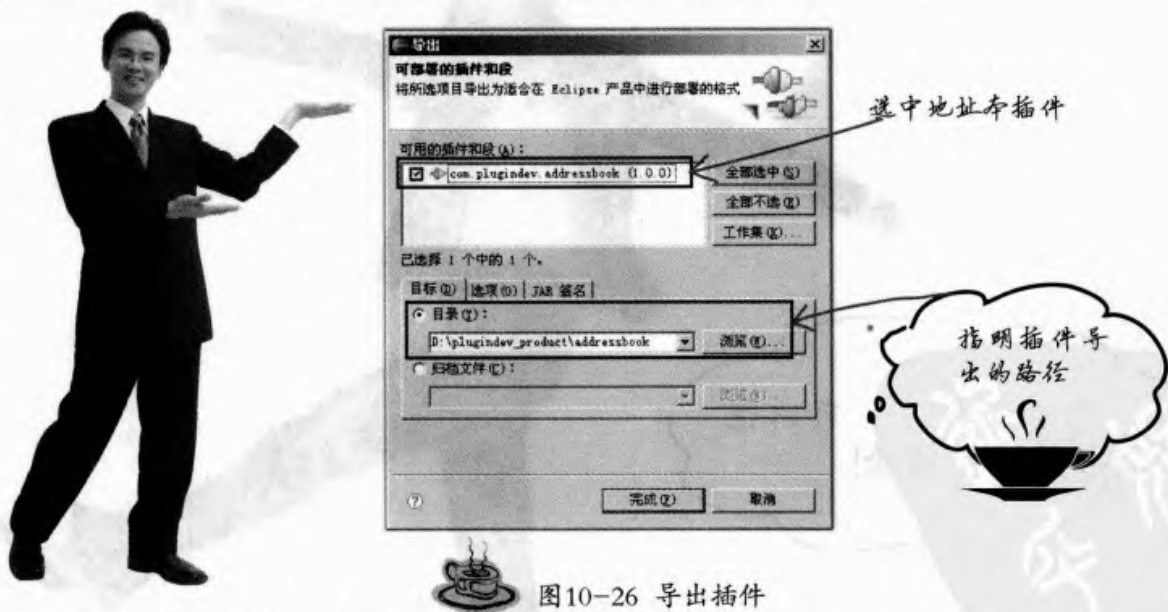 导出
可部署的插件和段
将所选项目导出为适合在 Eclipse 产品中进行部署的格式
选中地址本插件
可用的插件和段(A):
com.plugindev.addressbook (1.0.0)
全部选中(S)
全部不选(E)
工作集(K)...
已选择 1 个中的 1 个。
目标(D) 选项(O) JAR 签名
目录(Y):
D:\plugindev_product\addressbook
浏览(W)...
归档文件(C):
浏览
指明插件导
出的路径
完成(F)
取消
图10-26 导出插件